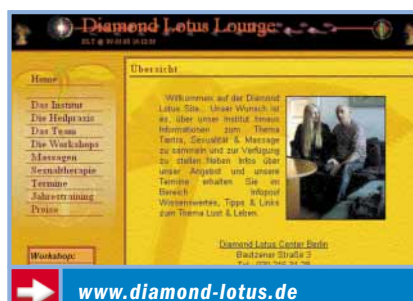 Diamond Lotus Lounge
Übersicht
Home
Das Institut
Die Heilpraxis
Das Team
Die Workshops
Massagen
Sexualtherapie
Termine
Jahrestraining
Preise
Workshop:
Willkommen auf der Diamond
Lotus Site... Unser Wunsch ist
es, über unser Institut hinaus
Informationen zum Thema
Tantra, Sexualität & Massage
zu sammeln und zur Verfügung
zu stellen Neben Infos über
unser Angebot und unsere
Termine erhalten Sie im
Bereich Infopool
Wissenswertes, Tipps & Links
zum Thema Lust & Leben.
Diamond Lotus Center Berlin
Bautzener Straße 3
www.diamond-lotus.de